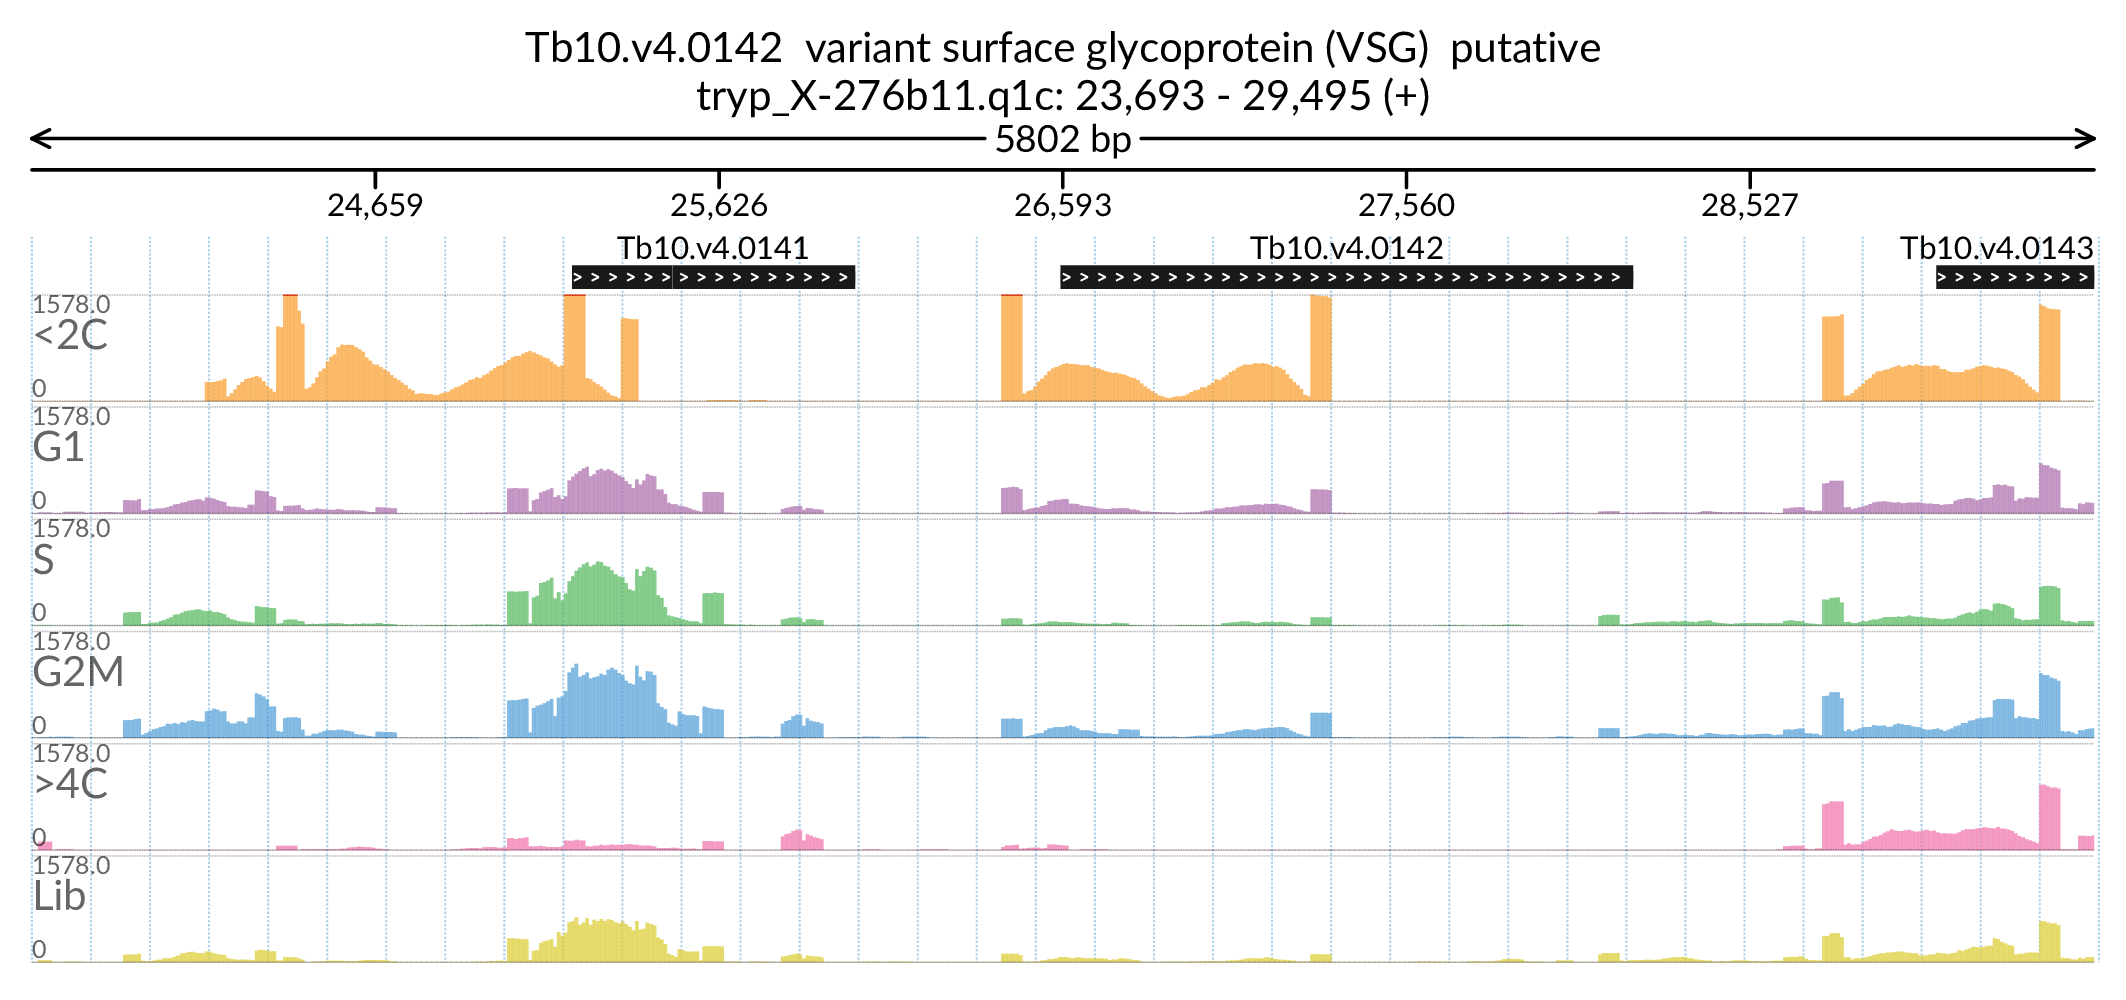 Tb10.v4.0142  variant surface glycoprotein (VSG)  putative
tryp_X-276b11.q1c: 23,693 - 29,495 (+)
5802 bp
24,659 25,626 26,593 27,560 28,527
Tb10.v4.0141 Tb10.v4.0142 Tb10.v4.0143
1578.0
<2C
0
1578.0
G1
0
1578.0
S
0
1578.0
G2M
0
1578.0
>4C
0
1578.0
Lib
0